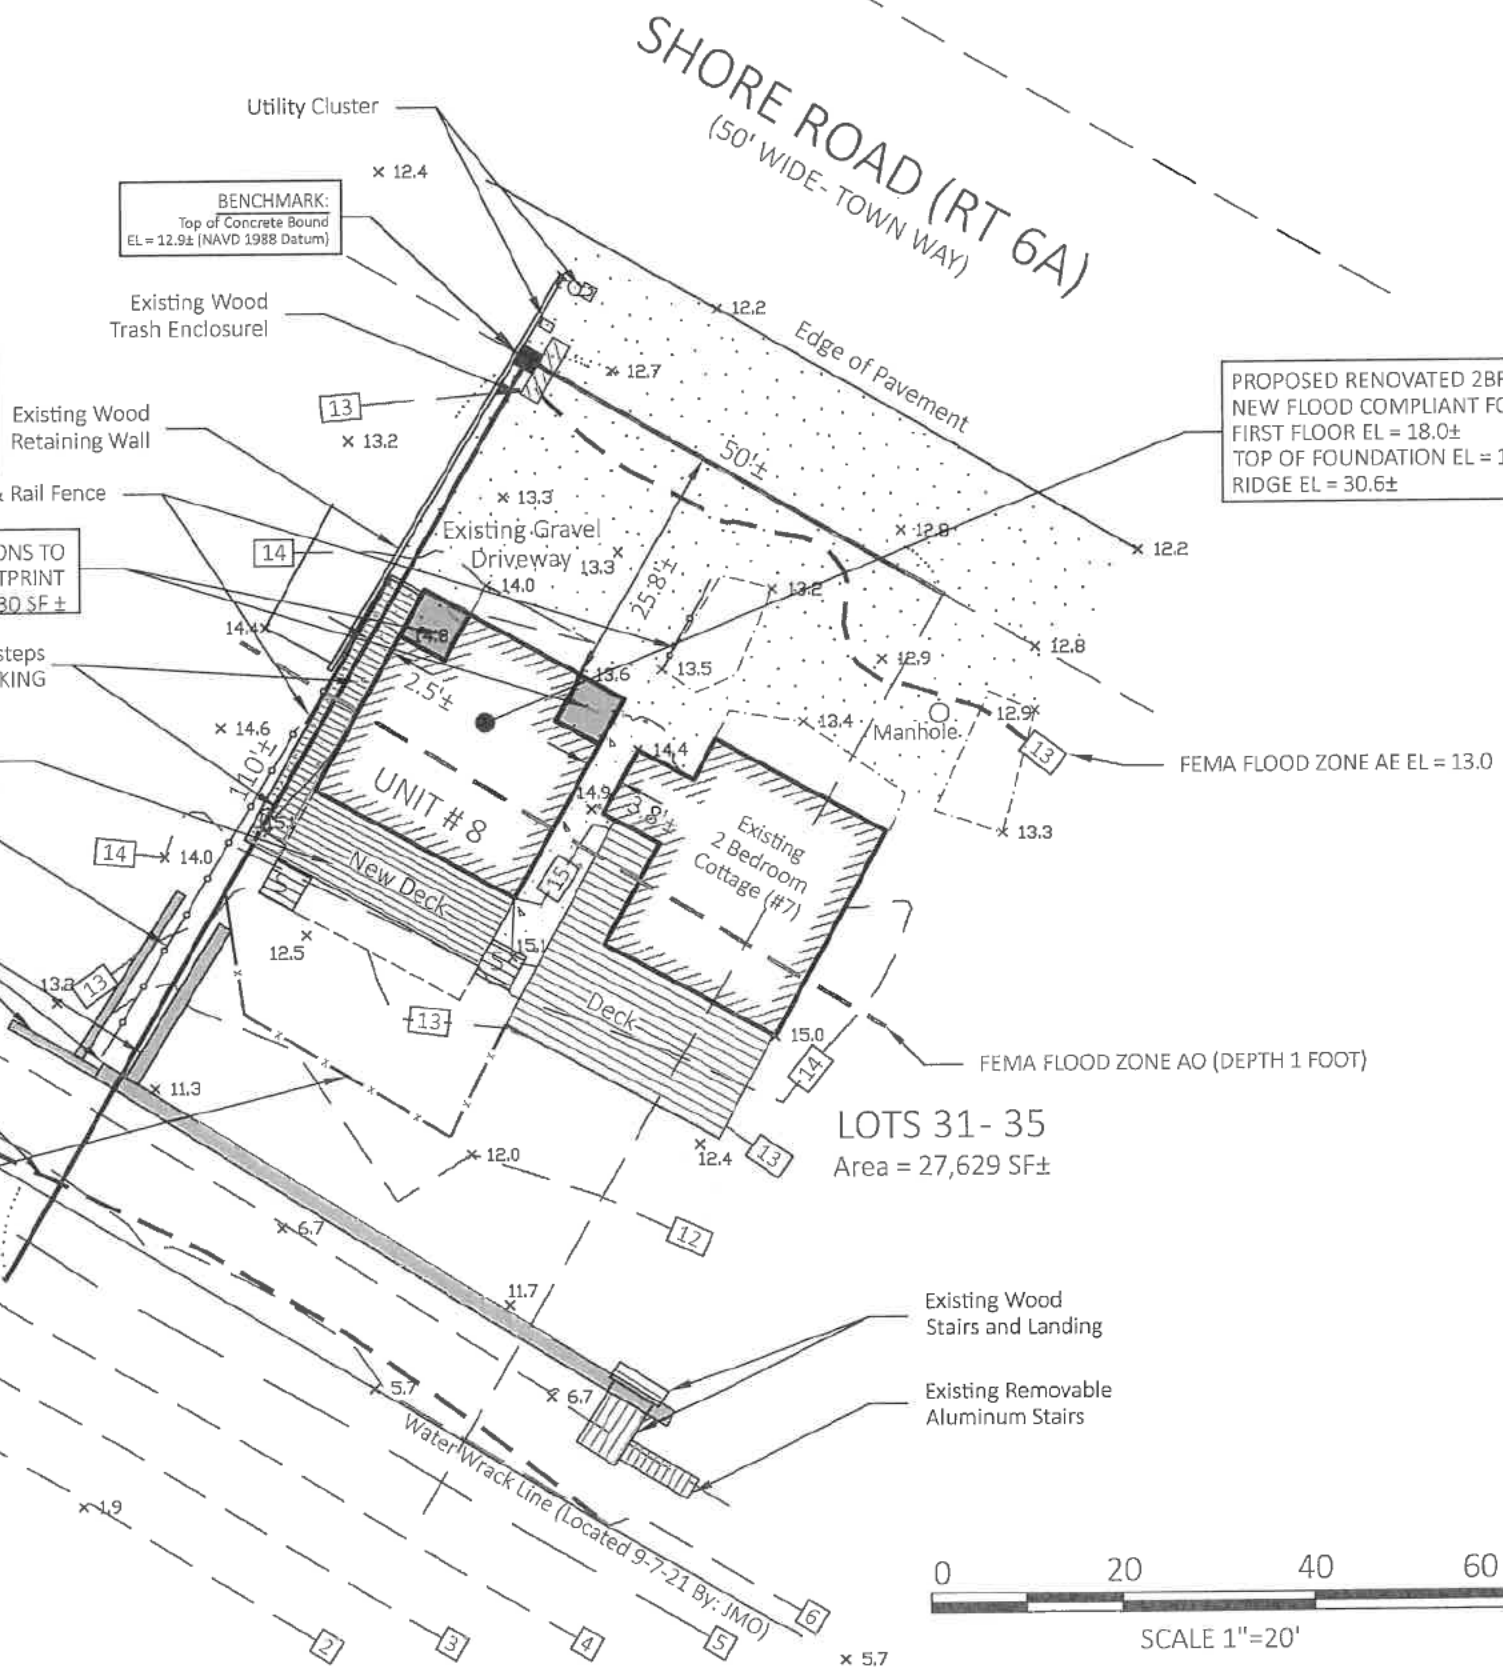 SHORE ROAD (RT 6A)
(50' WIDE- TOWN WAY)
Utility Cluster
12.4
BENCHMARK:
Top of Concrete Bound
EL = 12.9± (NAVD 1988 Datum)
Existing Wood
Trash Enclosurel
12.2
Edge of Pavement
12.7
13
PROPOSED RENOVATED 2B
NEW FLOOD COMPLIANT
FIRST FLOOR EL = 18.0±
TOP OF FOUNDATION EL = 1
RIDGE EL = 30.6±
Existing Wood
Retaining Wall
13.2
50'±
13.3
Rail Fence
Existing Gravel
Driveway
13.3
12.8
12.2
14
ONS TO
TPRINT
30 SF ±
14.0
25.8'±
13.2
14.4
14.8
12.8
steps
KING
13.6
13.5
12.9
2.5'±
14.6
13.4
Manhole
12.9
14.4
13
FEMA FLOOD ZONE AE EL = 13.0
110'±
UNIT # 8
14.9
3.8'±
Existing
2 Bedroom
Cottage (#7)
13.3
14
14.0
New Deck
15
12.5
15.1
13.3
13
13
Deck
15.0
14
FEMA FLOOD ZONE AO (DEPTH 1 FOOT)
11.3
LOTS 31- 35
Area = 27,629 SF±
12.0
12.4
13
6.7
12
11.7
Existing Wood
Stairs and Landing
5.7
6.7
Existing Removable
Aluminum Stairs
Water Wrack Line (Located 9-7-21 By: JMO)
1.9
0 20 40 60
2
3
4
5
6
5.7
SCALE 1"=20'